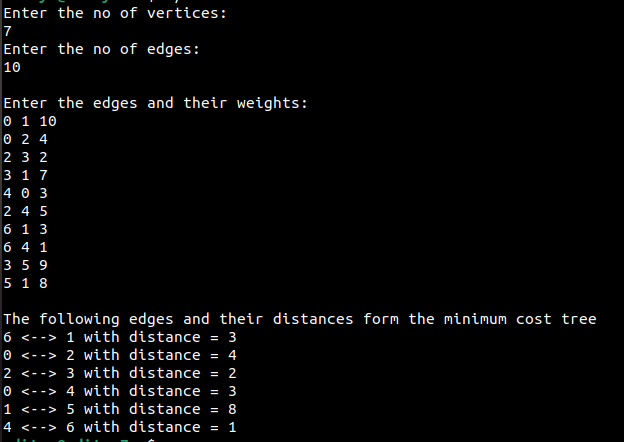 Enter the no of vertices:
7
Enter the no of edges:
10
Enter the edges and their weights:
0 1 10
0 2 4
2 3 2
3 1 7
4 0 3
2 4 5
6 1 3
6 4 1
3 5 9
5 1 8
The following edges and their distances form the minimum cost tree
6 <--> 1 with distance = 3
0 <--> 2 with distance = 4
2 <--> 3 with distance = 2
0 <--> 4 with distance = 3
1 <--> 5 with distance = 8
4 <--> 6 with distance = 1